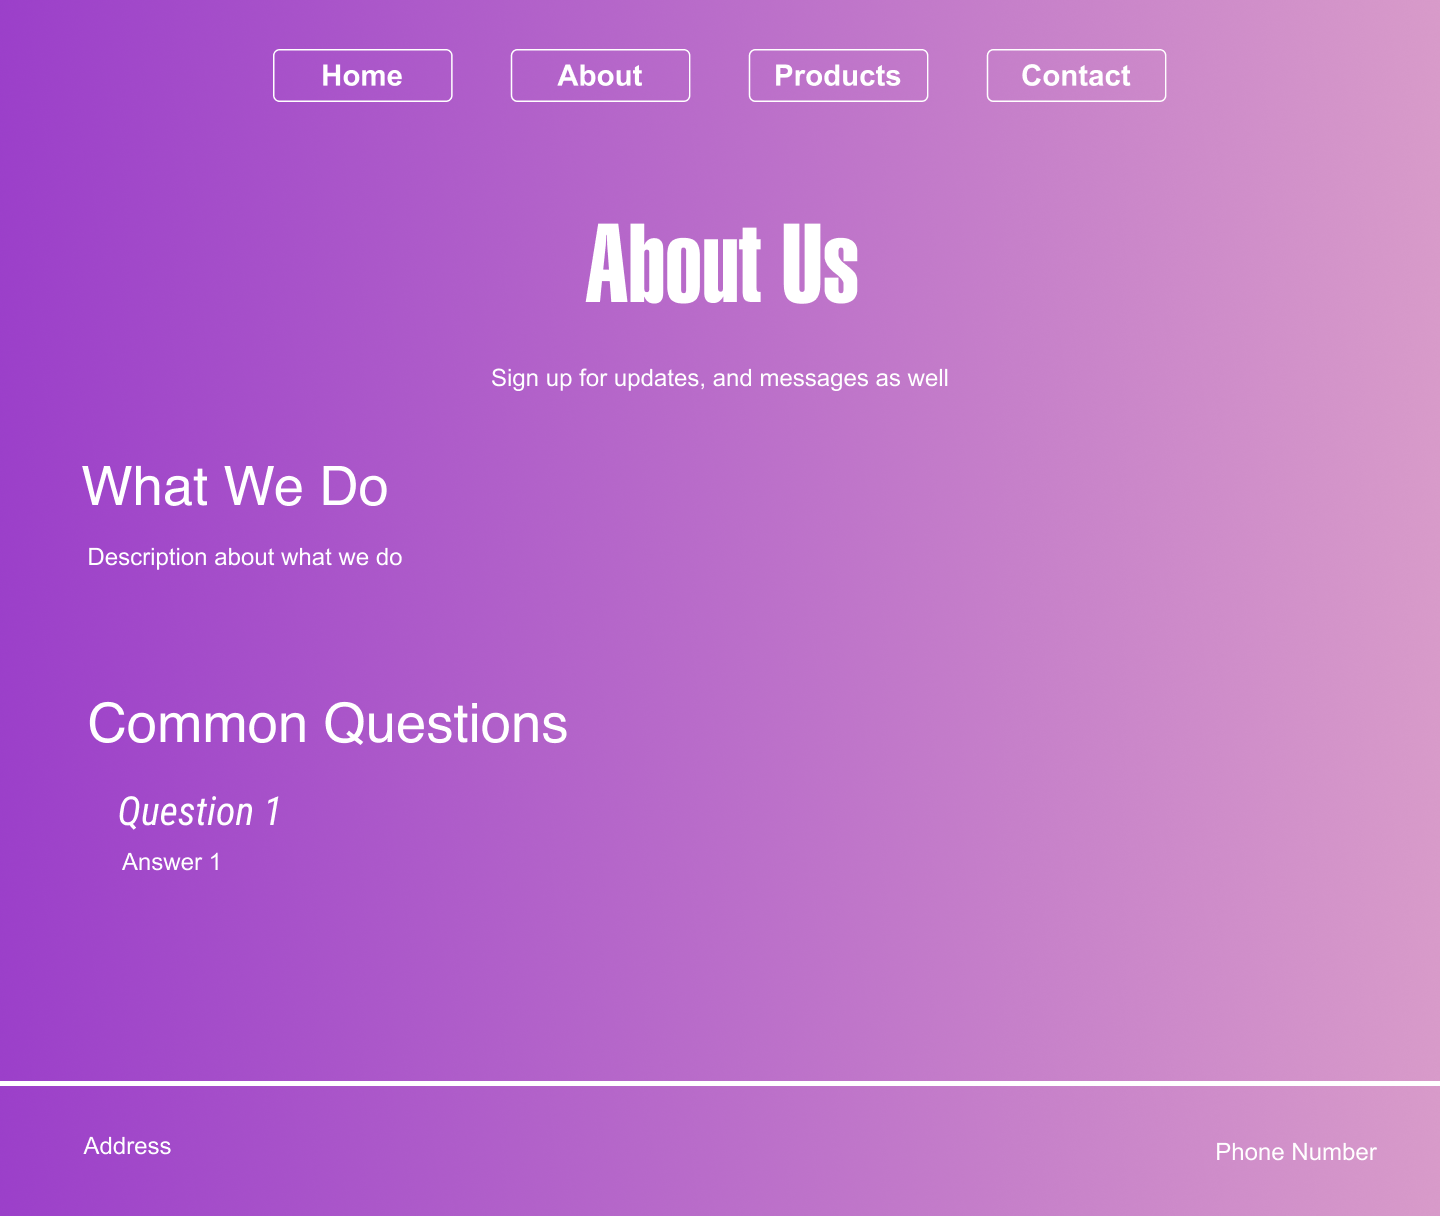 Home About Products Contact
About Us
Sign up for updates, and messages as well
What We Do
Description about what we do
Common Questions
Question 1
Answer 1
Address Phone Number